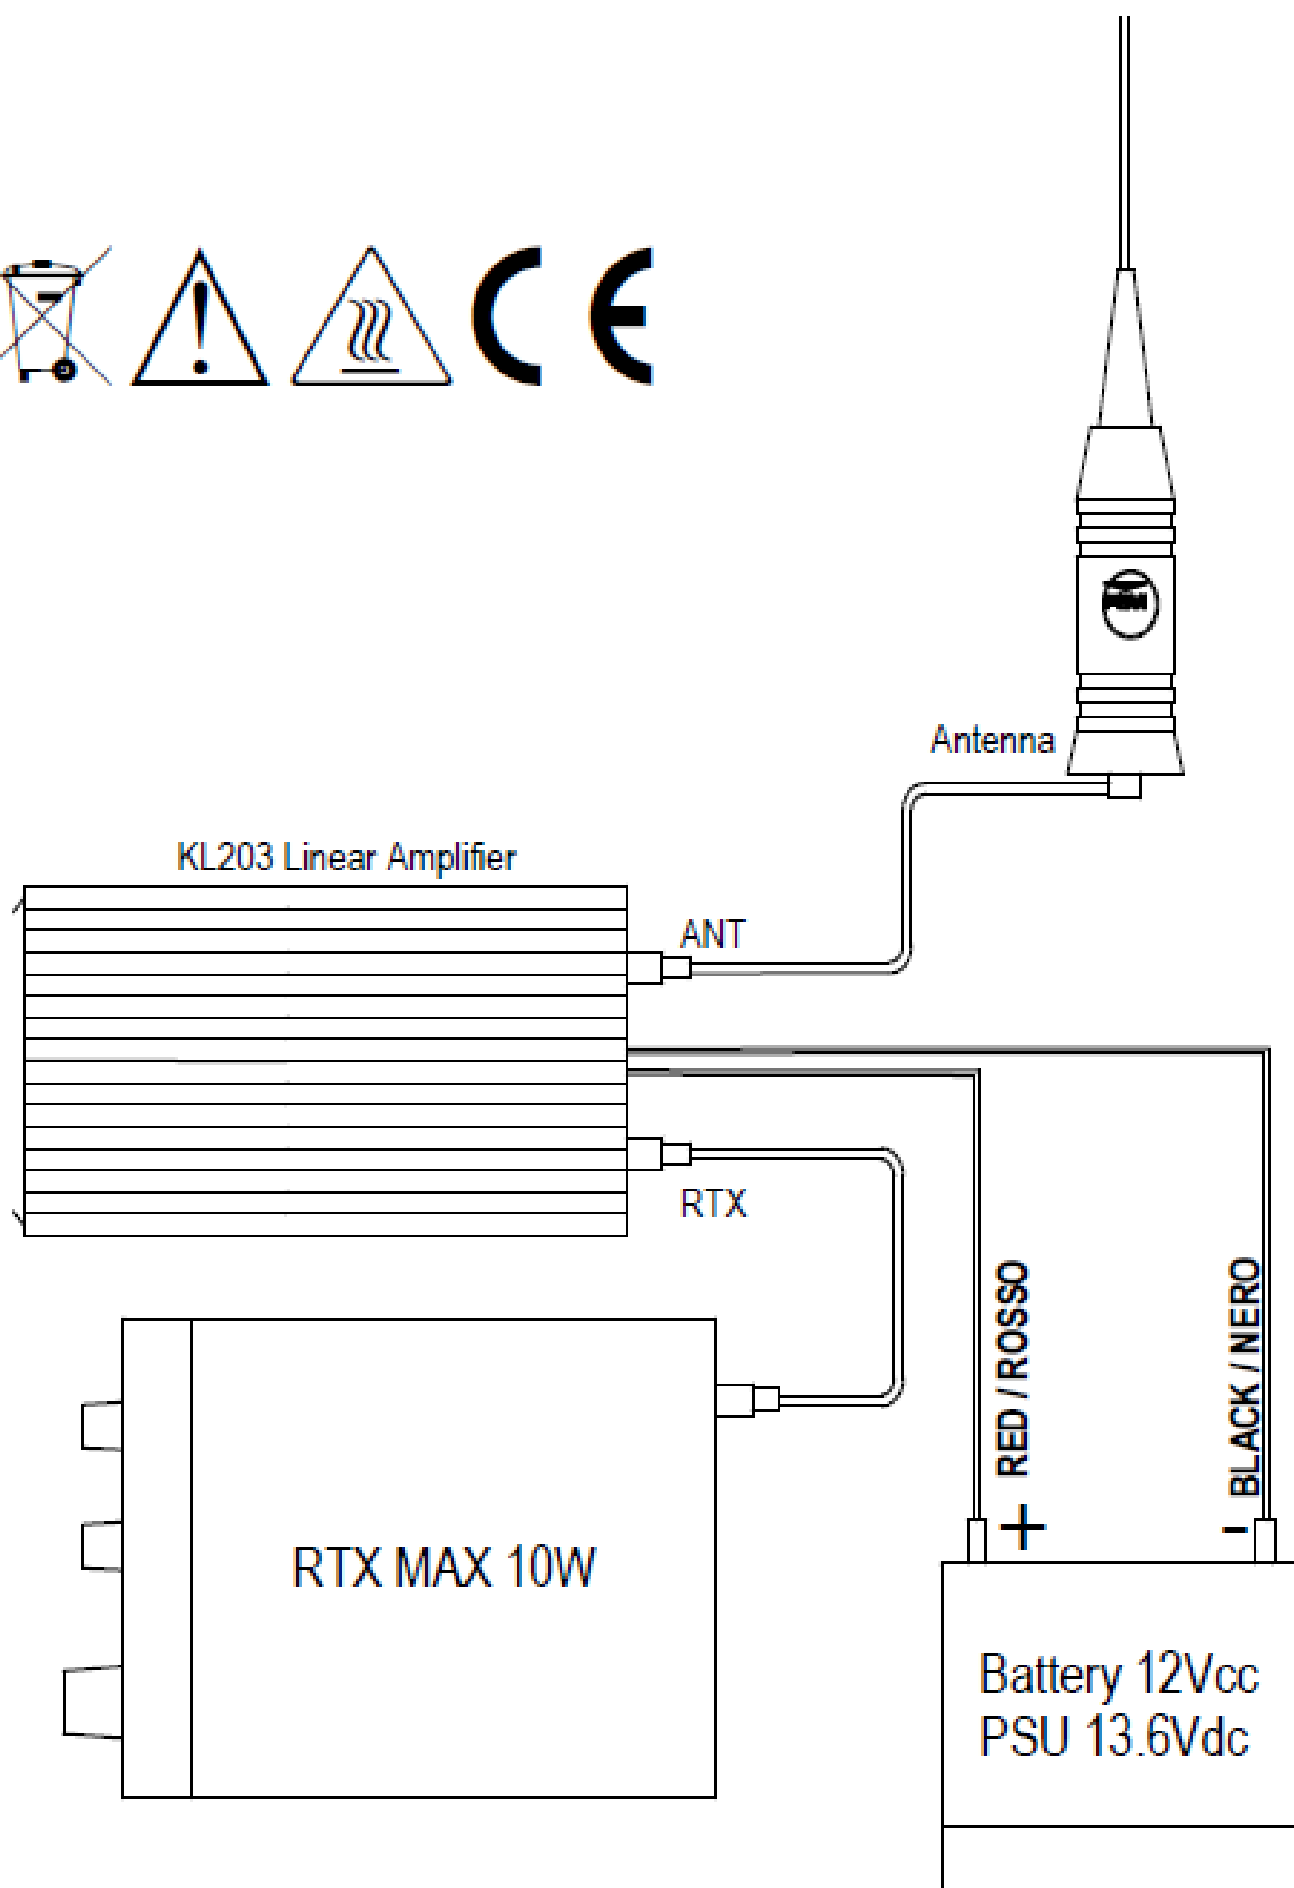 CE
Antenna
KL203 Linear Amplifier
ANT
RTX
RED / ROSSO
BLACK / NERO
+
-
RTX MAX 10W
Battery 12Vcc
PSU 13.6Vdc